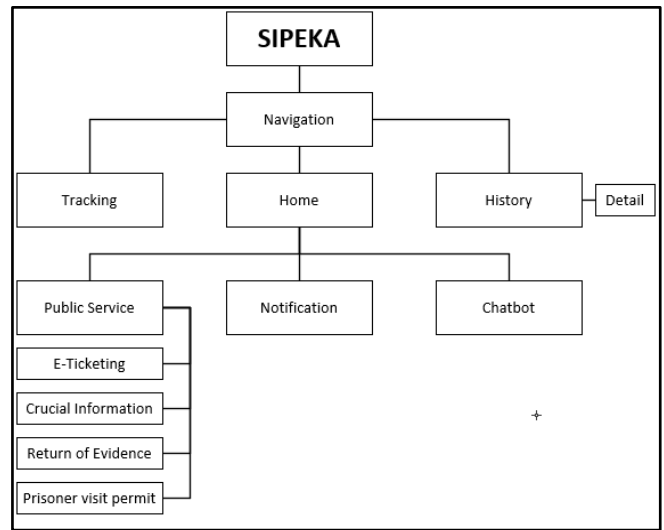 SIPEKA
Navigation
Tracking
Home
History
Detail
Public Service
Notification
Chatbot
E-Ticketing
Crucial Information
Return of Evidence
Prisoner visit permit